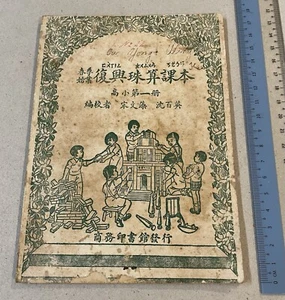 春季
始業 復興珠算課本
高小第一册
編校者 宋文藻 沈百英
商務印書館發行